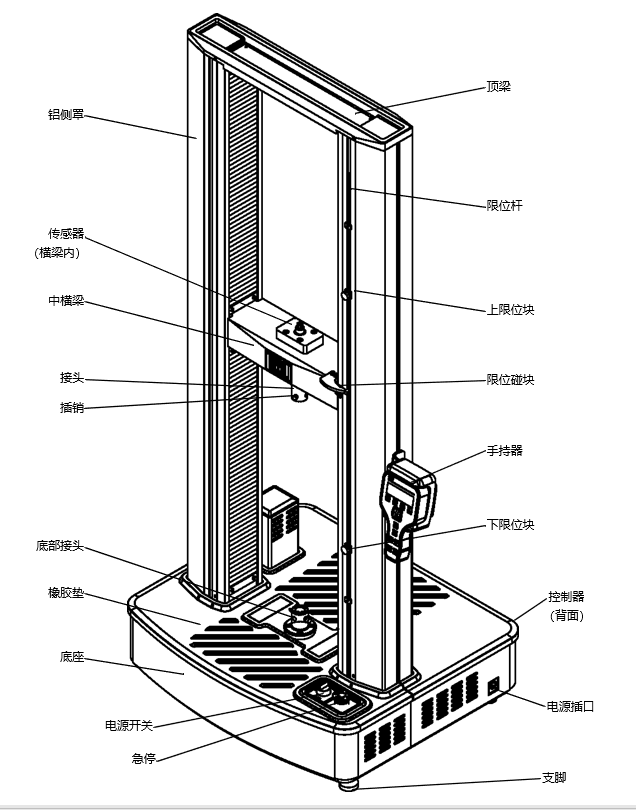 顶梁
铝侧罩
限位杆
传感器
(横梁内)
中横梁
上限位块
接头
限位碰块
插销
手持器
下限位块
底部接头
橡胶垫
控制器
(背面)
底座
电源插口
电源开关
急停
支脚